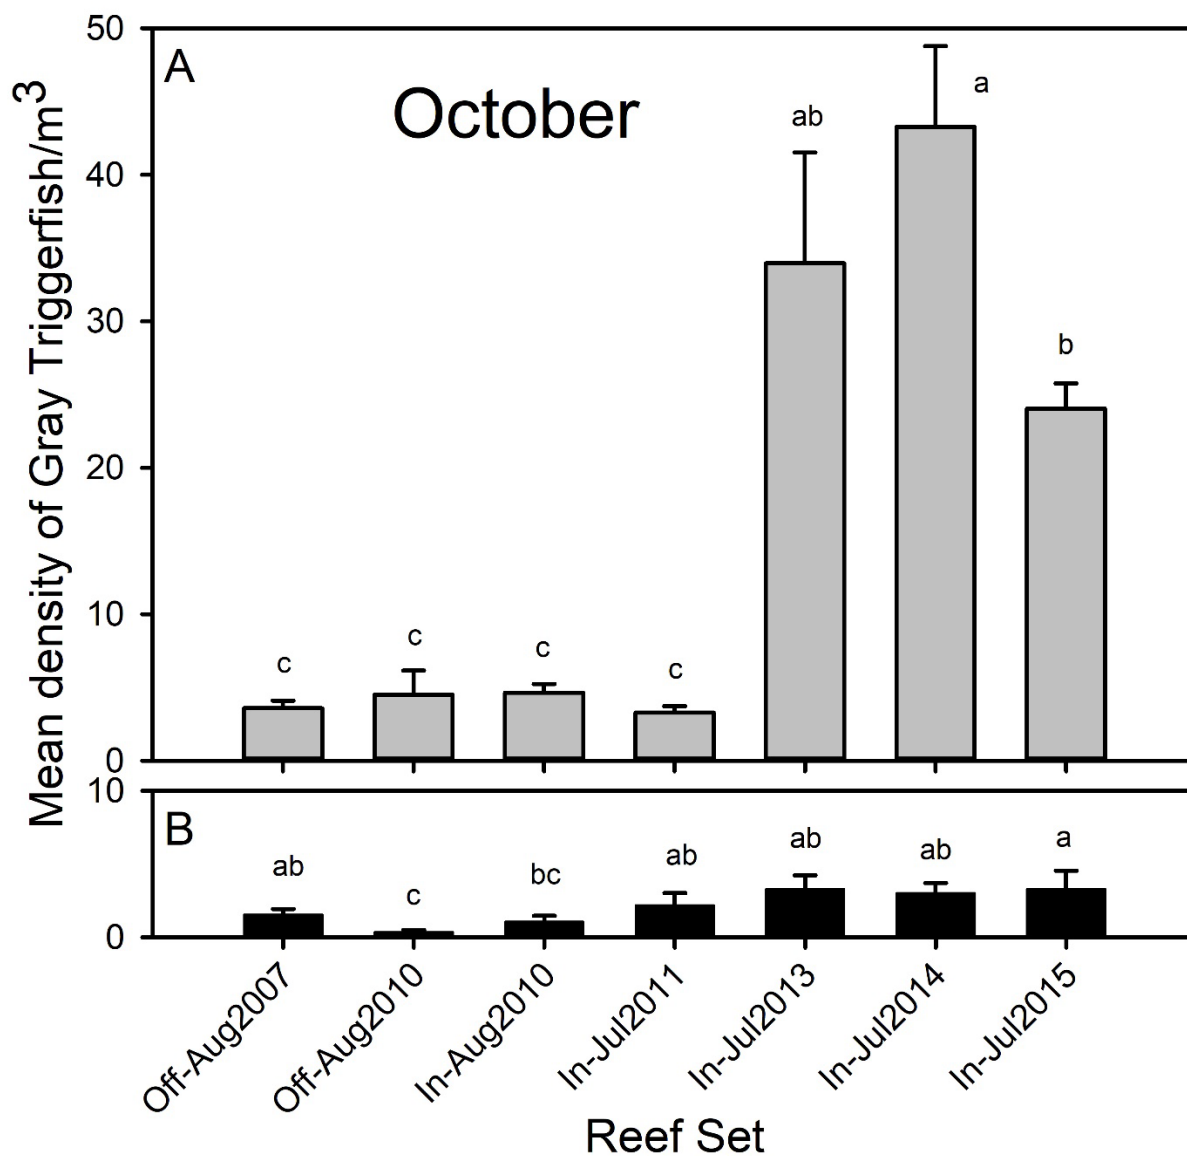 Mean density of Gray Triggerfish/m3
50
40
30
20
10
0
A
October
c
c
c
c
ab
a
b
10
0
B
ab
c
bc
ab
ab
ab
a
Off-Aug2007
Off-Aug2010
In-Aug2010
In-Jul2011
In-Jul2013
In-Jul2014
In-Jul2015
Reef Set